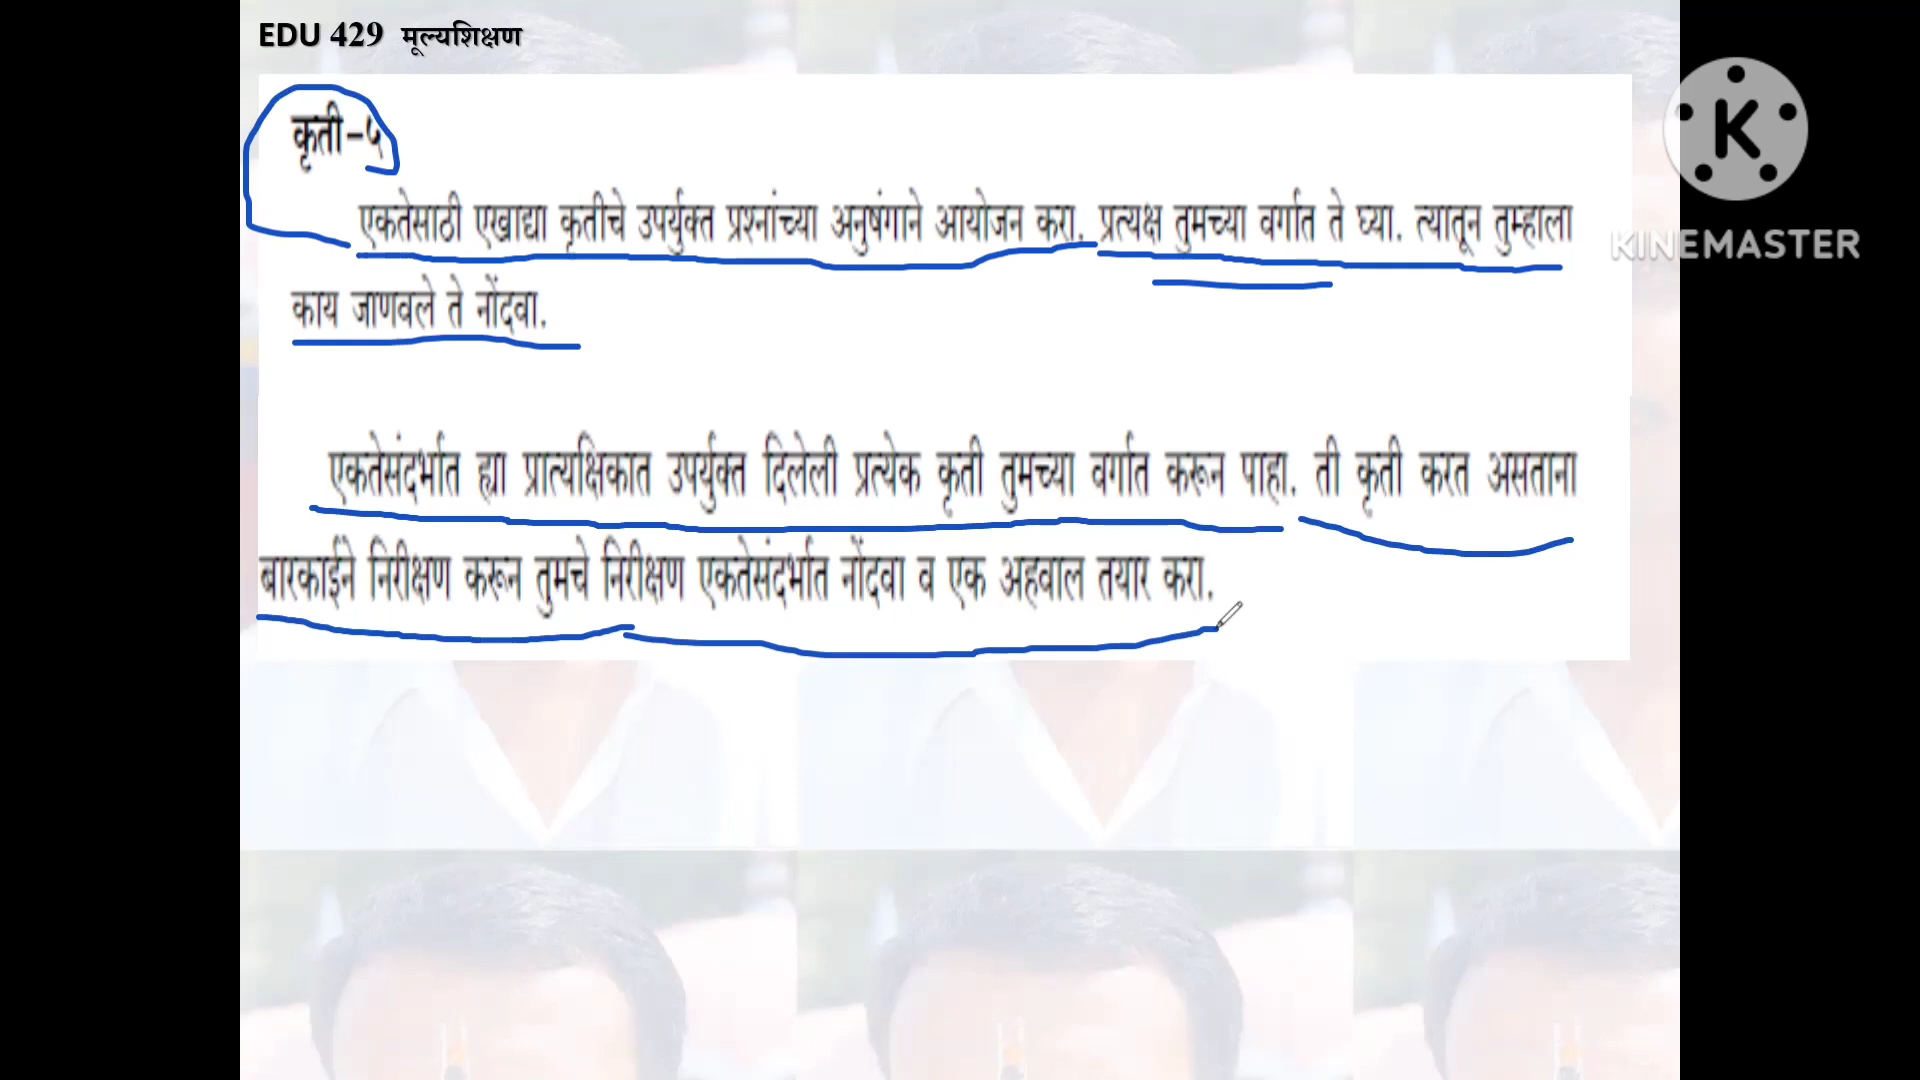 EDU 429 मूल्यशिक्षण
कृती-५
एकतेसाठी एखाद्या कृतीचे उपर्युक्त प्रश्नांच्या अनुषंगाने आयोजन करा. प्रत्यक्ष तुमच्या वर्गात ते घ्या. त्यातून तुम्हाला
काय जाणवले ते नोंदवा.
एकतेसंदर्भात ह्या प्रात्यक्षिकात उपर्युक्त दिलेली प्रत्येक कृती तुमच्या वर्गात करून पाहा. ती कृती करत असताना
बारकाईने निरीक्षण करून तुमचे निरीक्षण एकतेसंदर्भात नोंदवा व एक अहवाल तयार करा.
K
KINEMASTER